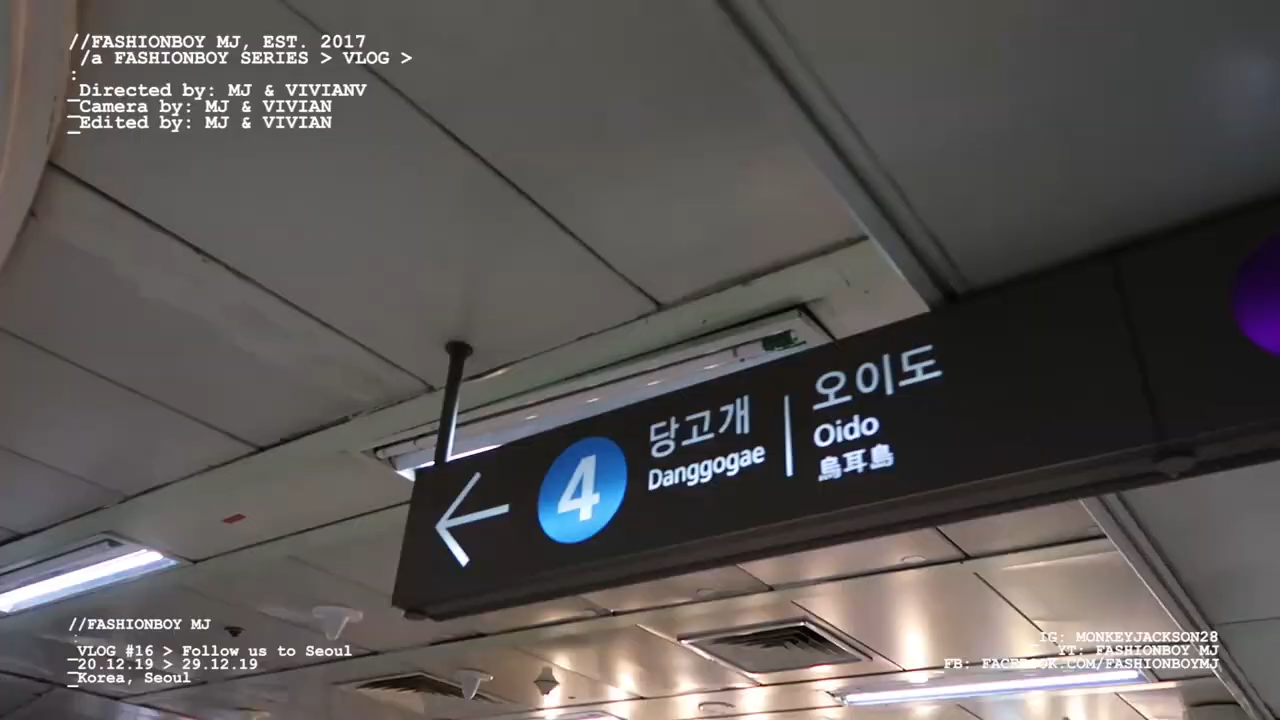 //FASHIONBOY MJ, EST. 2017
/a FASHIONBOY SERIES > VLOG >
:
_Directed by: MJ & VIVIANV
_Camera by: MJ & VIVIAN
_Edited by: MJ & VIVIAN
4
당고개
Danggogae
오이도
Oido
烏耳島
//FASHIONBOY MJ
:
_VLOG #16 > Follow us to Seoul
_20.12.19 > 29.12.19
_Korea, Seoul
IG: MONKEYJACKSON28
YT: FASHIONBOY MJ
FB: FACEBOOK.COM/FASHIONBOYMJ